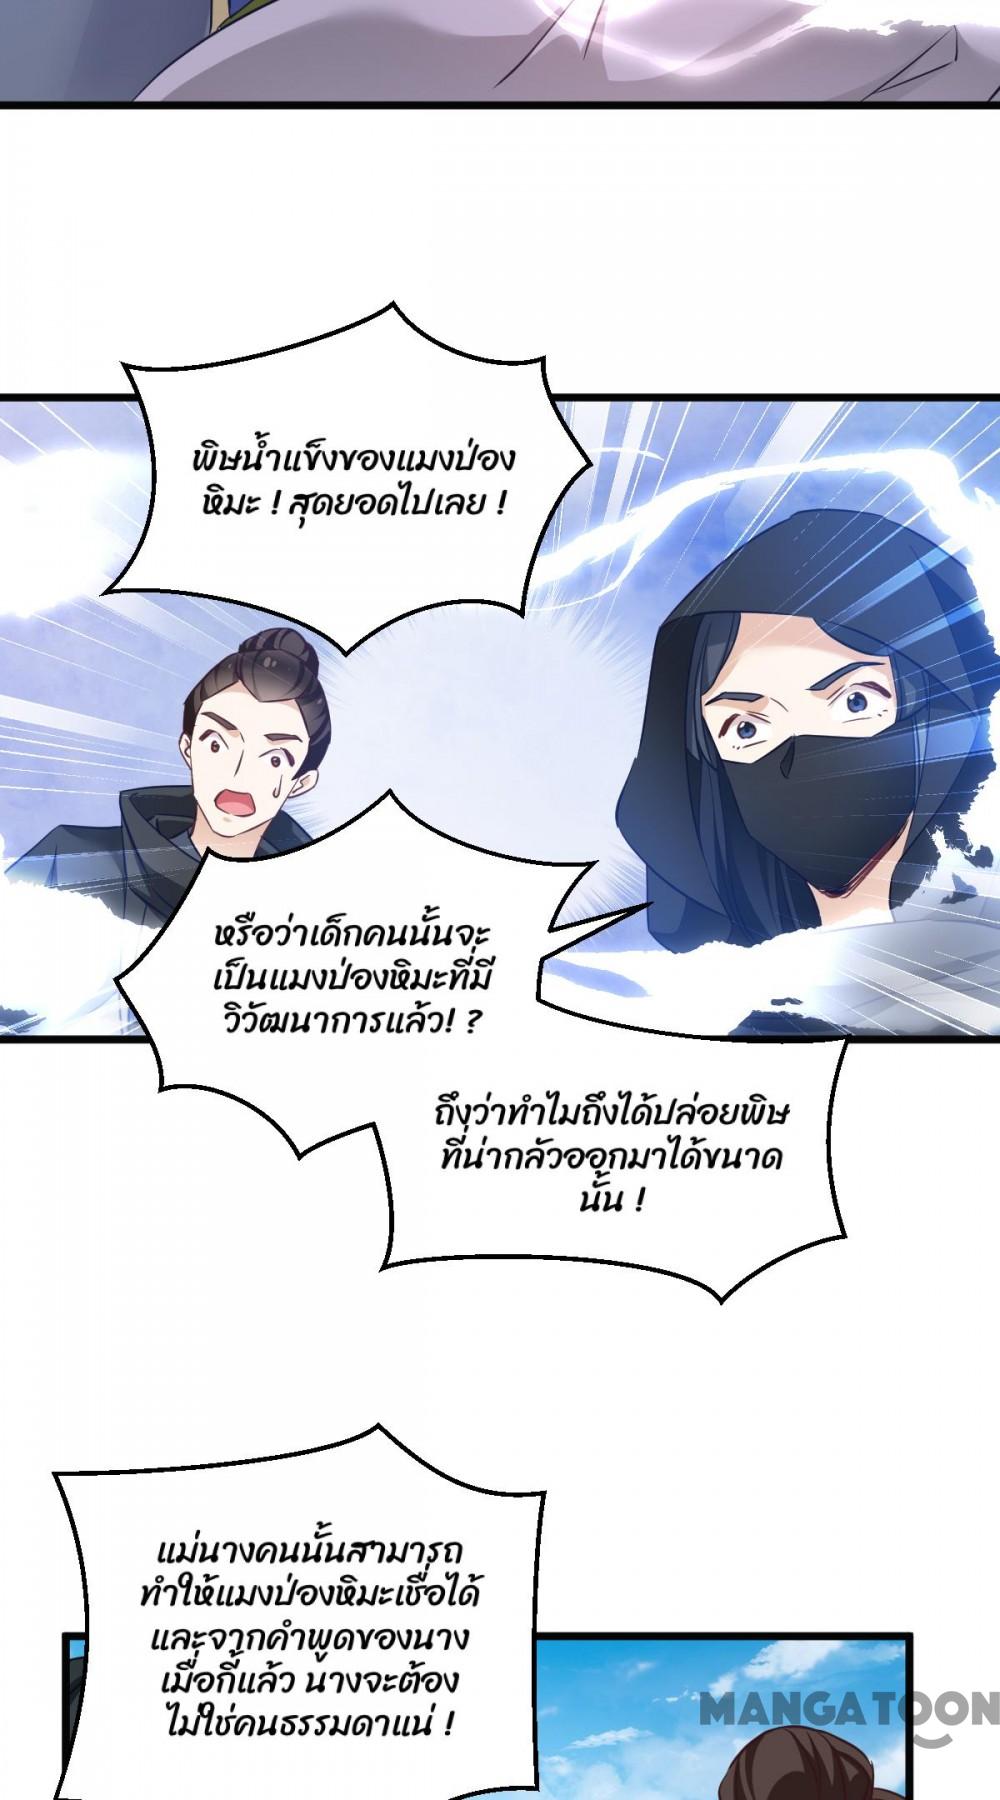 พิษน้ำแข็งของแมงป่อง
หิมะ ! สุดยอดไปเลย !
หรือว่าเด็กคนนั้นจะ
เป็นแมงป่องหิมะที่มี
วิวัฒนาการแล้ว! ?
ถึงว่าทำไมถึงได้ปล่อยพิษ
ที่น่ากลัวออกมาได้ขนาด
นั้น !
แม่นางคนนั้นสามารถ
ทำให้แมงป่องหิมะเชื่อได้
และจากคำพูดของนาง
เมื่อกี้แล้ว นางจะต้อง
ไม่ใช่คนธรรมดาแน่ !
MANGATOON